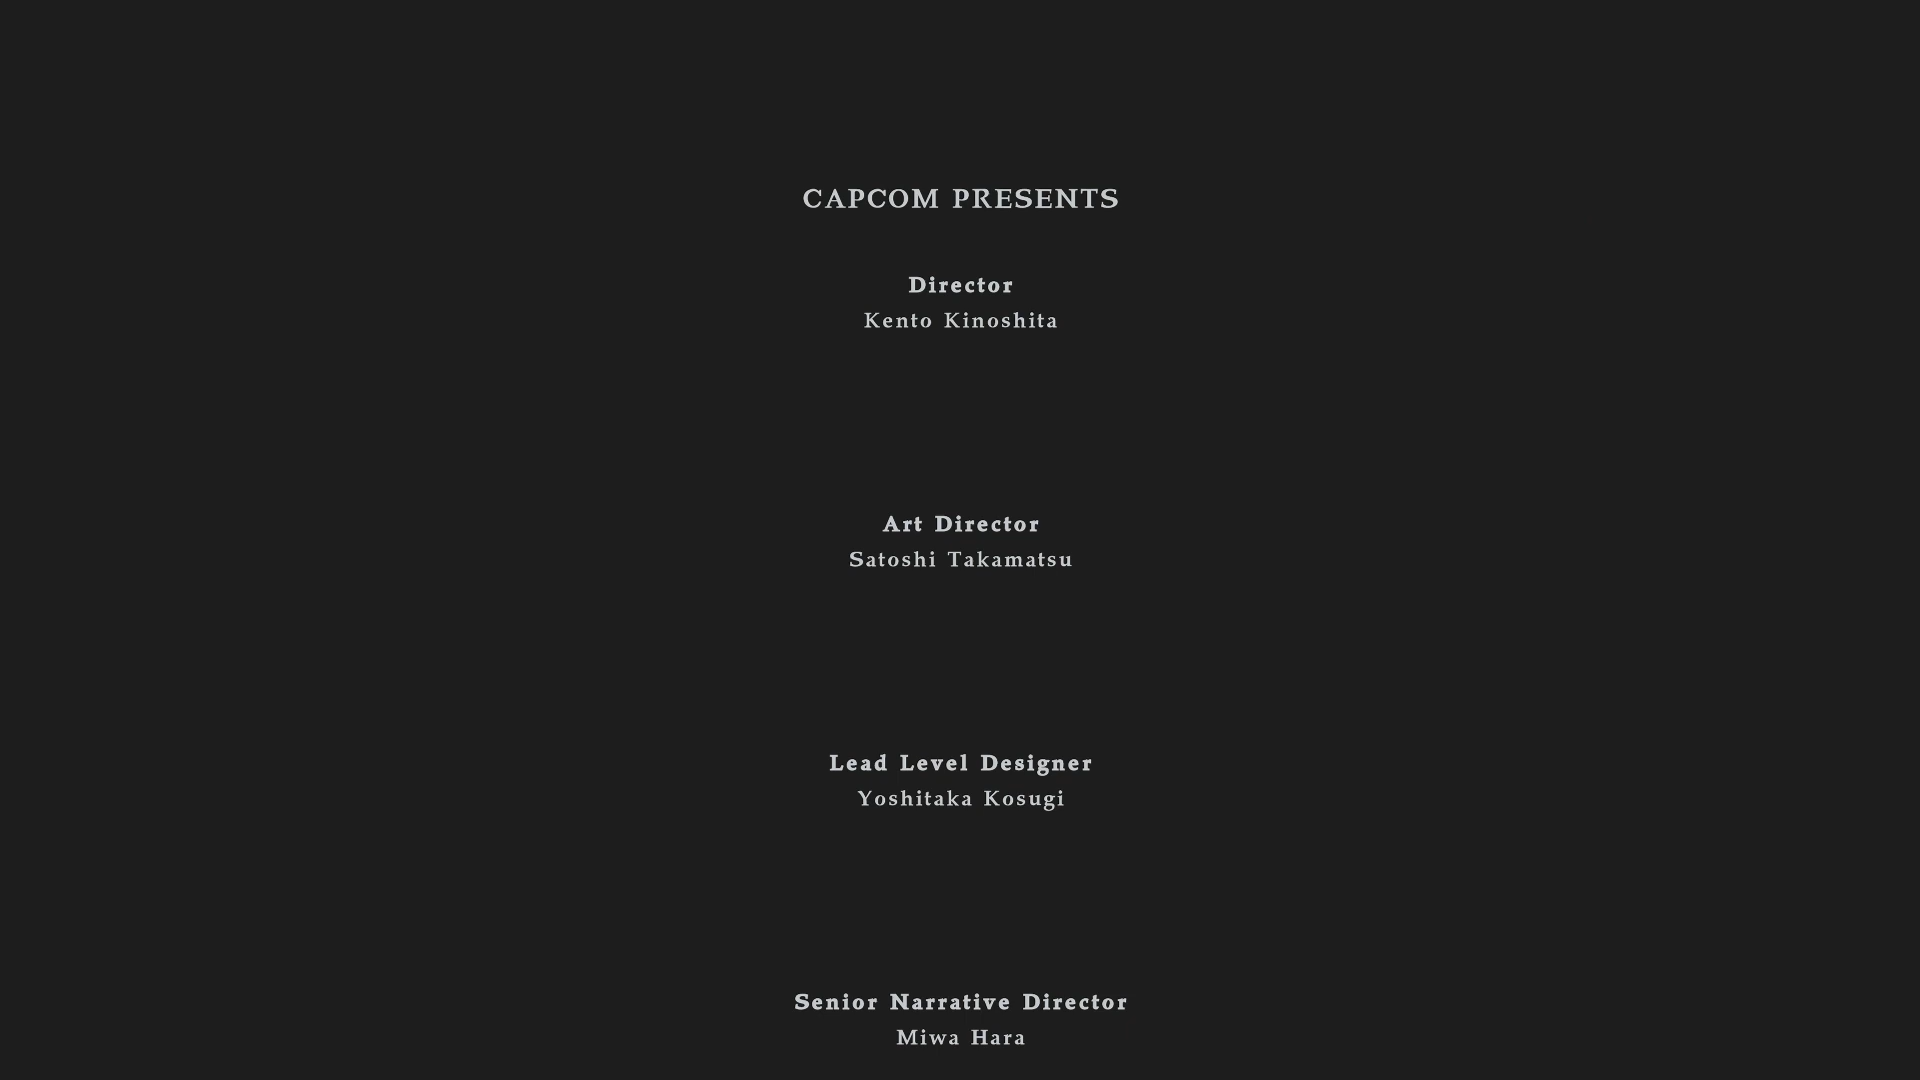 CAPCOM PRESENTS
Director
Kento Kinoshita
Art Director
Satoshi Takamatsu
Lead Level Designer
Yoshitaka Kosugi
Senior Narrative Director
Miwa Hara